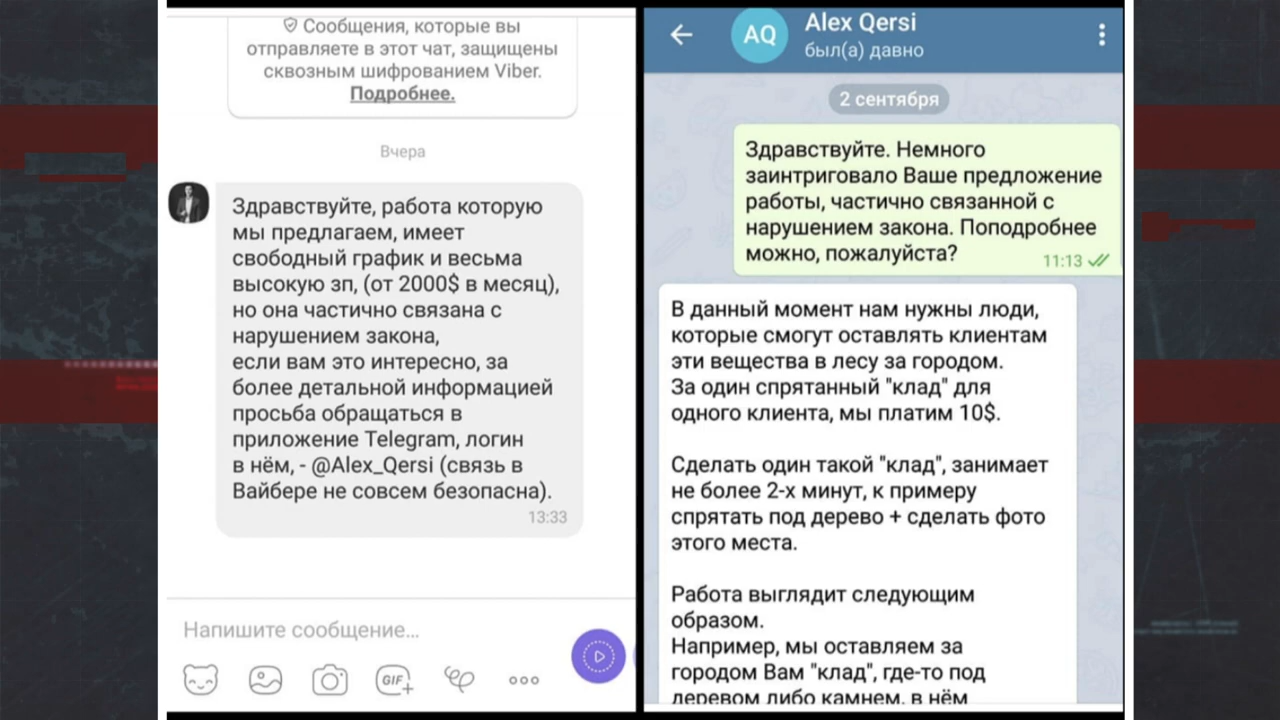 Сообщения, которые вы
отправляете в этот чат, защищены
сквозным шифрованием Viber.
Подробнее.
Вчера
Здравствуйте, работа которую
мы предлагаем, имеет
свободный график и весьма
высокую зп, (от 2000$ в месяц),
но она частично связана с
нарушением закона,
если вам это интересно, за
более детальной информацией
просьба обращаться в
приложение Telegram, логин
в нём, - @Alex_Qersi (связь в
Вайбере не совсем безопасна).
13:33
Напишите сообщение...
GIF
AQ
Alex Qersi
был(а) давно
2 сентября
Здравствуйте. Немного
заинтриговало Ваше предложение
работы, частично связанной с
нарушением закона. Поподробнее
можно, пожалуйста?
11:13
В данный момент нам нужны люди,
которые смогут оставлять клиентам
эти вещества в лесу за городом.
За один спрятанный "клад" для
одного клиента, мы платим 10$.
Сделать один такой "клад", занимает
не более 2-х минут, к примеру
спрятать под дерево + сделать фото
этого места.
Работа выглядит следующим
образом.
Например, мы оставляем за
городом Вам "клад", где-то под
деревом либо камнем, в нём